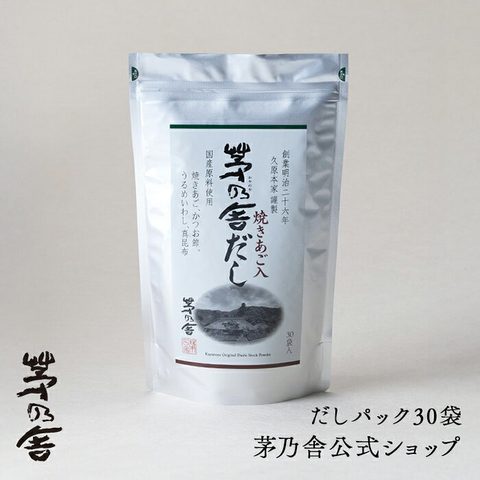 創業明治二十六年
久原本家 謹製
焼きあご入
茅乃舎だし
国産原料使用
焼きあご、かつお節、
うるめいわし、真昆布
茅乃舎
30袋入
Kayanoya Original Dashi Stock Powder
茅乃舎
だしパック30袋
茅乃舎公式ショップ